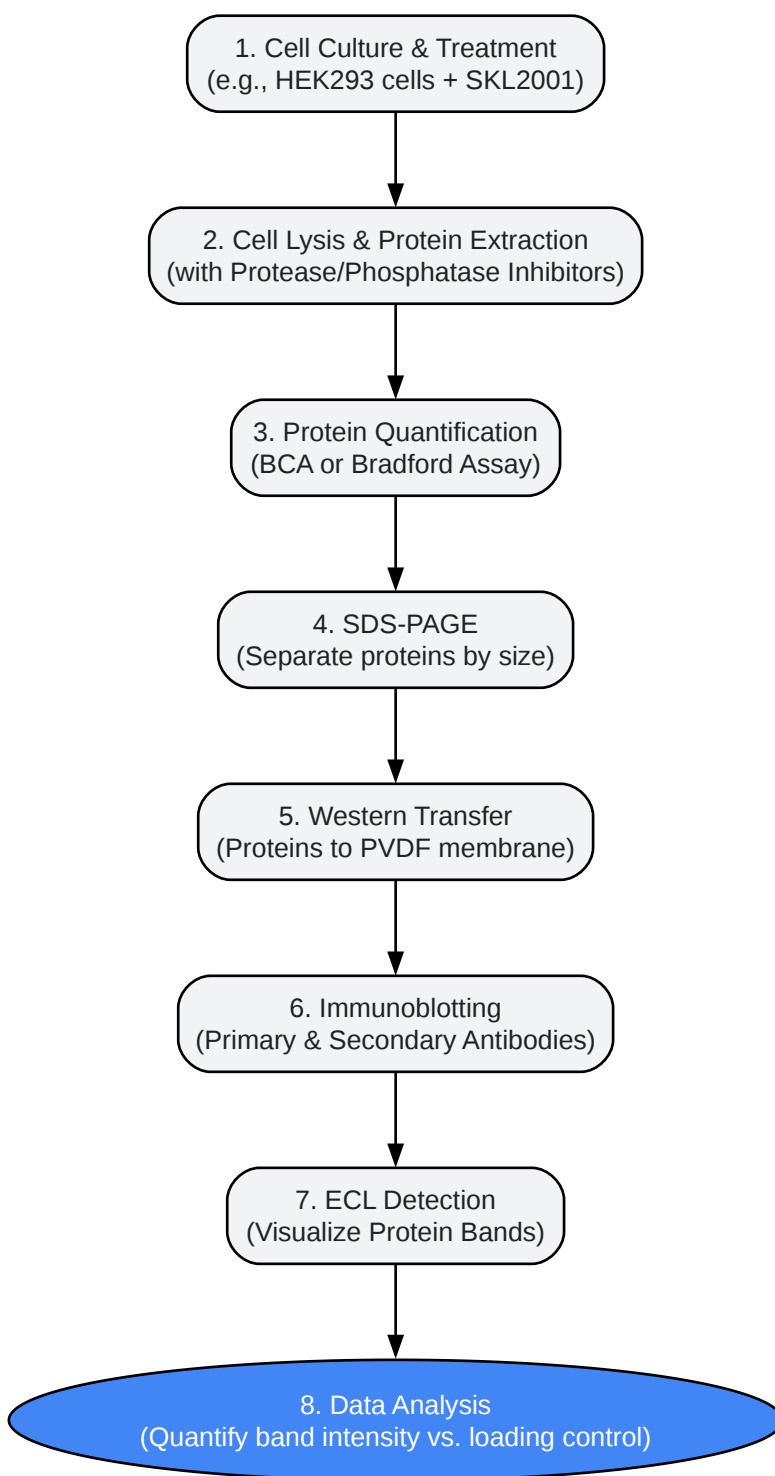 1. Cell Culture & Treatment
(e.g., HEK293 cells + SKL2001)
2. Cell Lysis & Protein Extraction
(with Protease/Phosphatase Inhibitors)
3. Protein Quantification
(BCA or Bradford Assay)
4. SDS-PAGE
(Separate proteins by size)
5. Western Transfer
(Proteins to PVDF membrane)
6. Immunoblotting
(Primary & Secondary Antibodies)
7. ECL Detection
(Visualize Protein Bands)
8. Data Analysis
(Quantify band intensity vs. loading control)